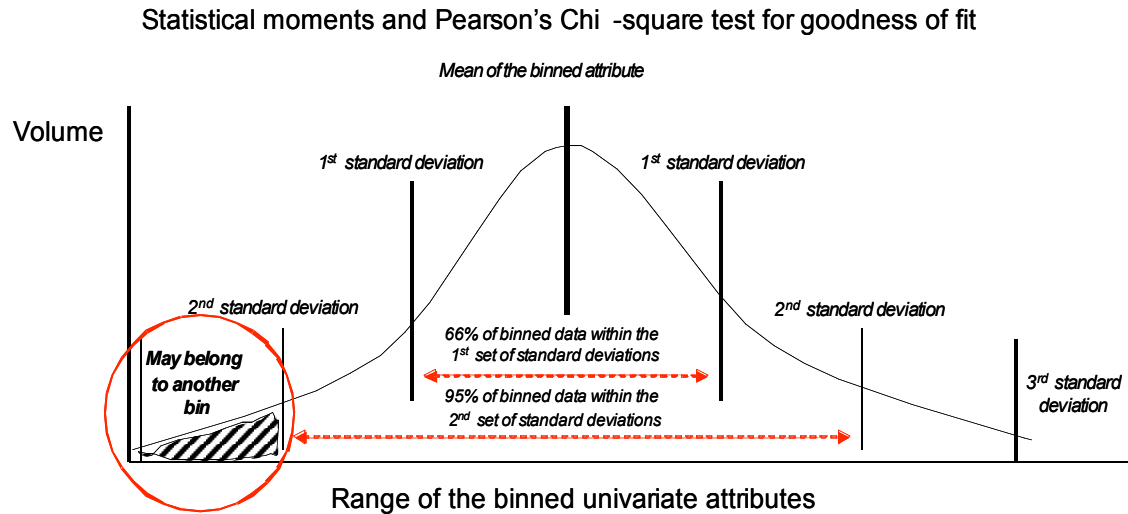 Statistical moments and Pearson's Chi -square test for goodness of fit
Mean of the binned attribute
Volume
1st standard deviation
1st standard deviation
2nd standard deviation
2nd standard deviation
66% of binned data within the
1st set of standard deviations
May belong
to another
bin
95% of binned data within the
2nd set of standard deviations
3rd standard
deviation
Range of the binned univariate attributes